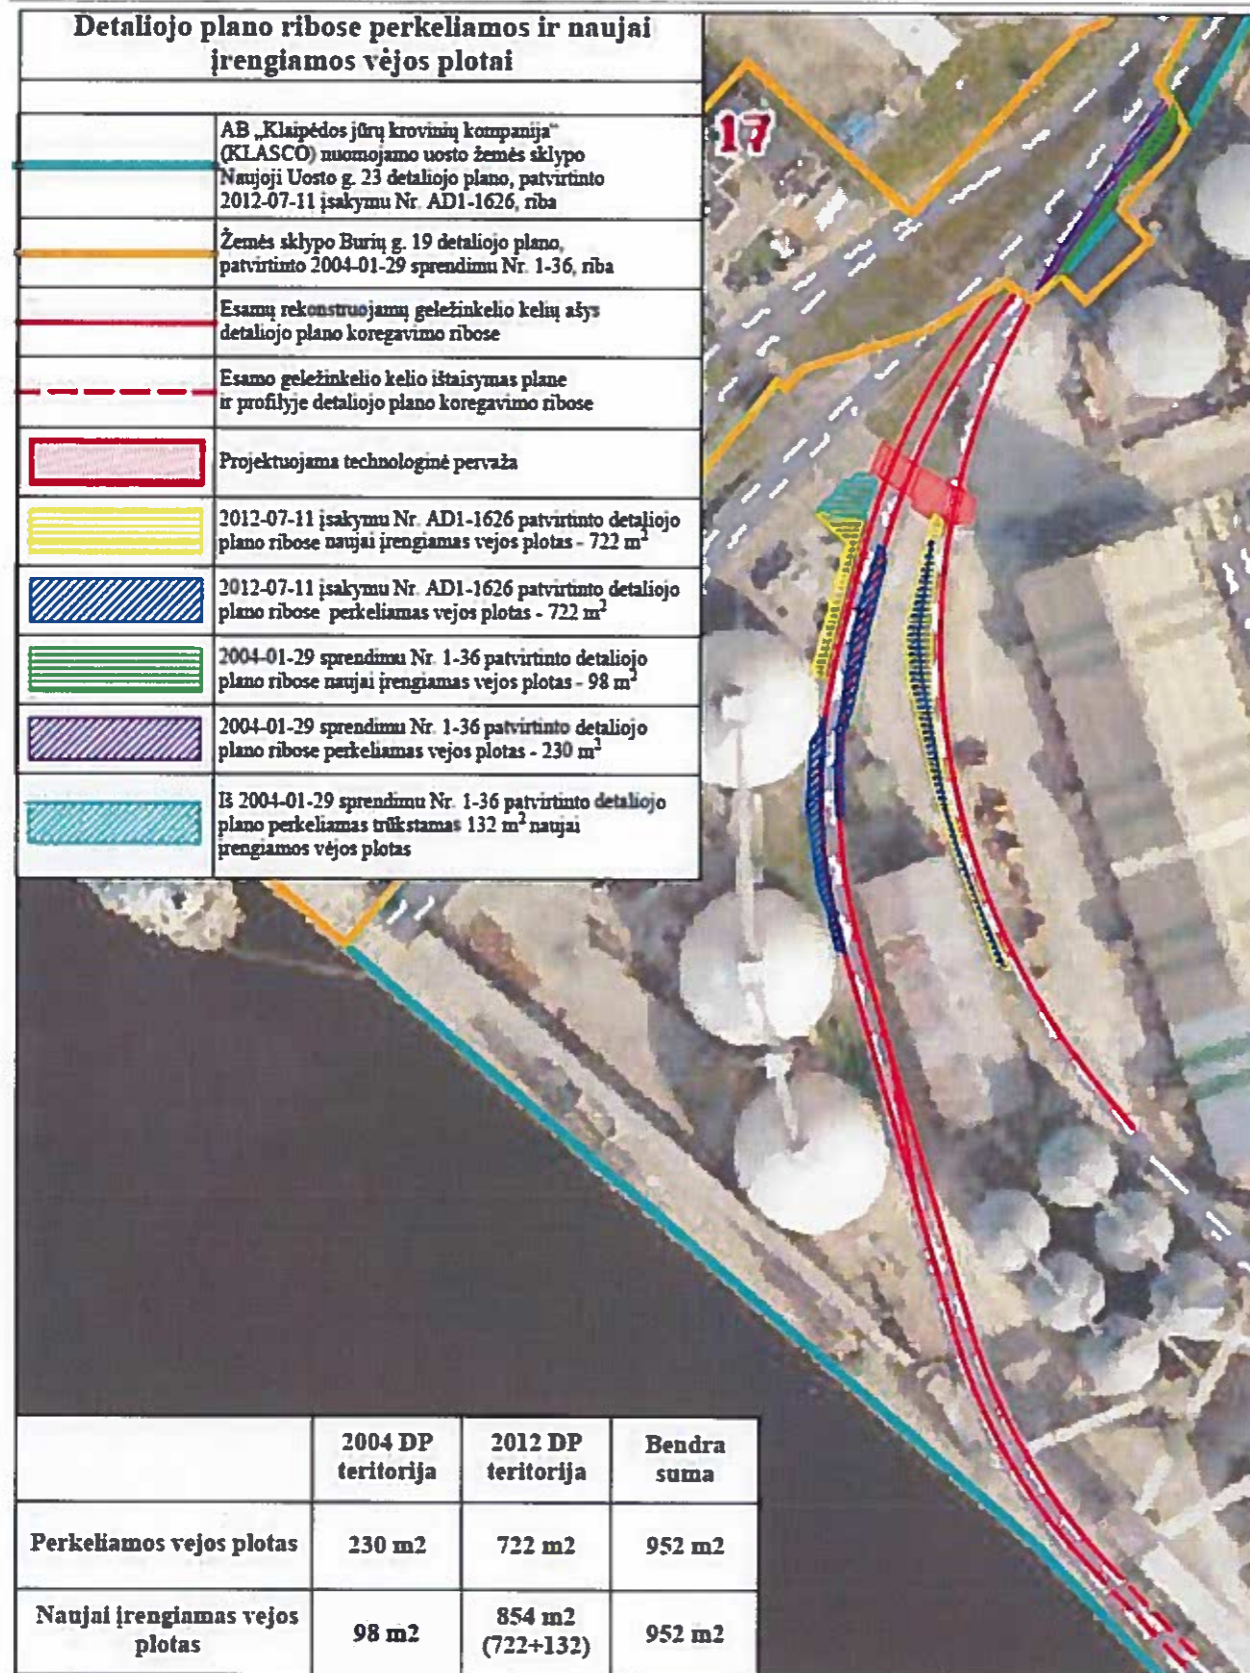 Detaliojo plano ribose perkeliamos ir naujai
įrengiamos vėjos plotai
17
AB „Klaipėdos jūrų krovinių kompanija“
(KLASCO) nuomojamo uosto žemės sklypo
Naujoji Uosto g. 23 detaliojo plano, patvirtinto
2012-07-11 įsakymu Nr. AD1-1626, riba
Žemės sklypo Burių g. 19 detaliojo plano,
patvirtinto 2004-01-29 sprendimu Nr. 1-36, riba
Esamų rekonstruojamų geležinkelio kelių ašys
detaliojo plano koregavimo ribose
Esamo geležinkelio kelio ištaisymas plane
ir profilyje detaliojo plano koregavimo ribose
Projektuojama technologinė pervaža
2012-07-11 įsakymu Nr. AD1-1626 patvirtinto detaliojo
plano ribose naujai įrengiamas vejos plotas - 722 m²
2012-07-11 įsakymu Nr. AD1-1626 patvirtinto detaliojo
plano ribose perkeliamas vejos plotas - 722 m²
2004-01-29 sprendimu Nr. 1-36 patvirtinto detaliojo
plano ribose naujai įrengiamas vejos plotas - 98 m²
2004-01-29 sprendimu Nr. 1-36 patvirtinto detaliojo
plano ribose perkeliamas vejos plotas - 230 m²
Iš 2004-01-29 sprendimu Nr. 1-36 patvirtinto detaliojo
plano perkeliamas trūkstamas 132 m² naujai
įrengiamos vėjos plotas
2004 DP
teritorija
2012 DP
teritorija
Bendra
suma
Perkeliamos vejos plotas
230 m2
722 m2
952 m2
Naujai įrengiamas vejos
plotas
98 m2
854 m2
(722+132)
952 m2